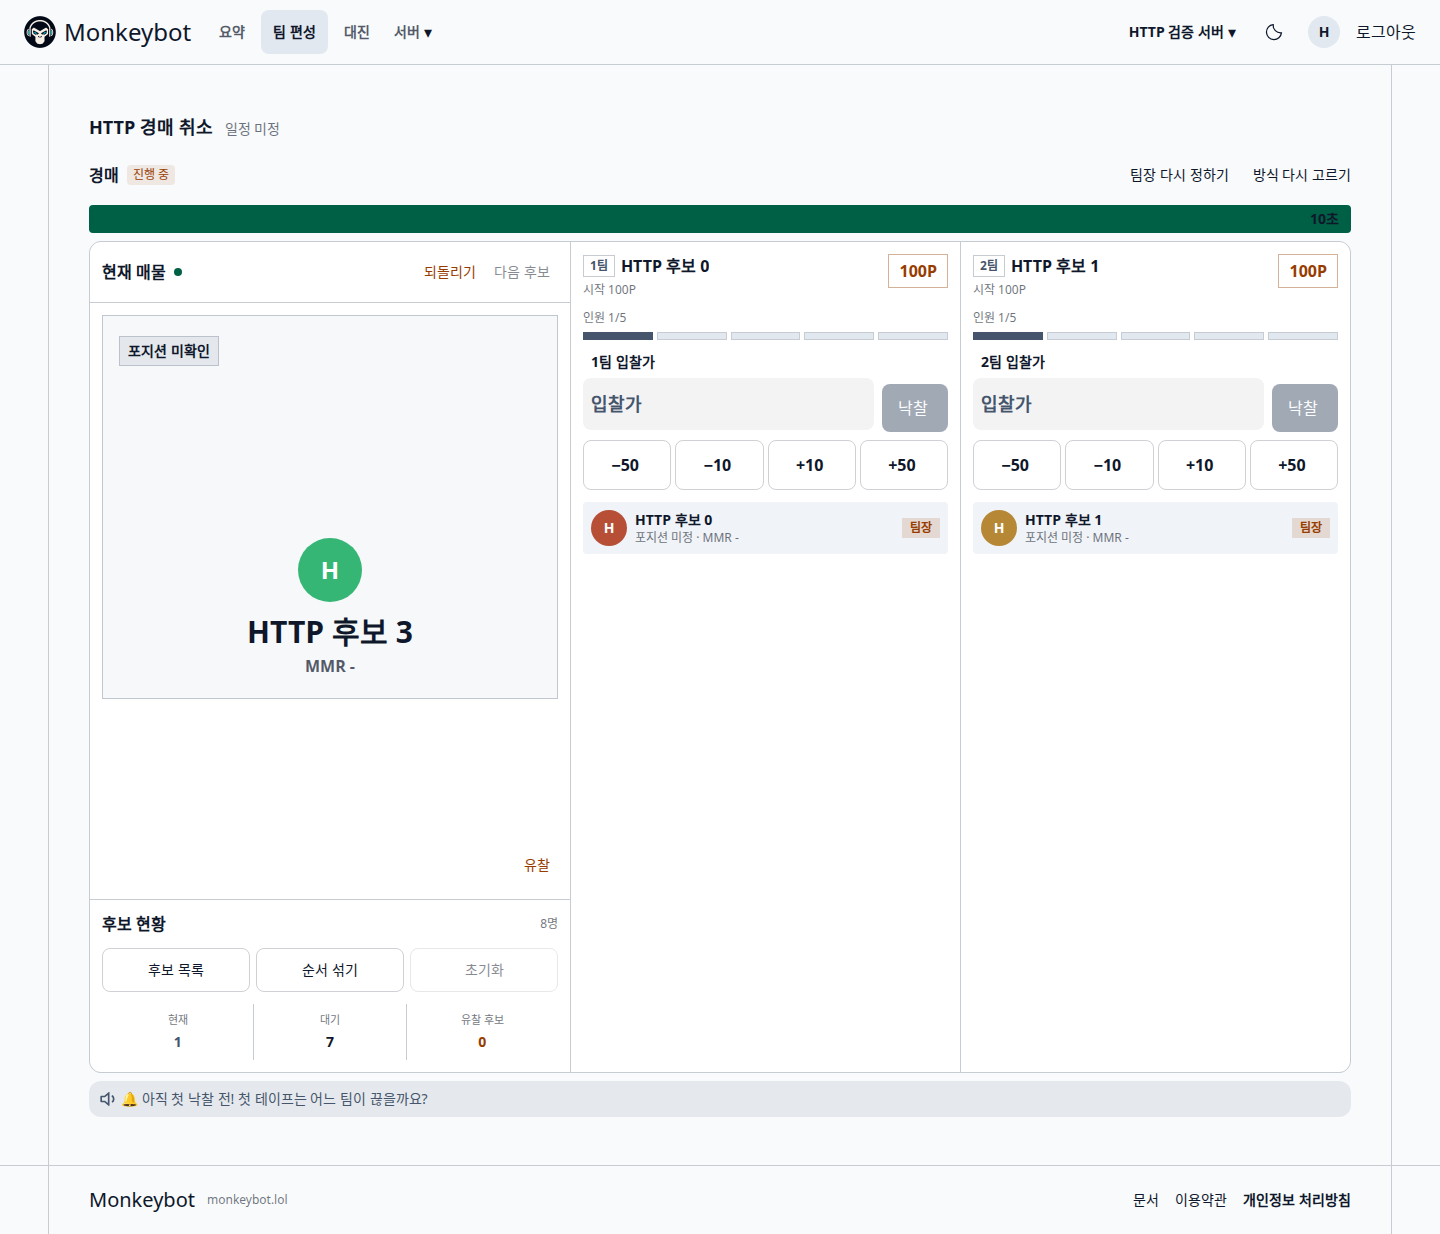 Monkeybot 요약 팀 편성 대진 서버 ▾ HTTP 검증 서버 ▾ H 로그아웃
HTTP 경매 취소 일정 미정
경매 진행 중 팀장 다시 정하기 방식 다시 고르기
10초
현재 매물 되돌리기 다음 후보
포지션 미확인
H
HTTP 후보 3
MMR -
유찰
후보 현황 8명
후보 목록 순서 섞기 초기화
현재 대기 유찰 후보
1 7 0
1팀 HTTP 후보 0 100P
시작 100P
인원 1/5
1팀 입찰가
입찰가 낙찰
−50 −10 +10 +50
H HTTP 후보 0 팀장
포지션 미정 · MMR -
2팀 HTTP 후보 1 100P
시작 100P
인원 1/5
2팀 입찰가
입찰가 낙찰
−50 −10 +10 +50
H HTTP 후보 1 팀장
포지션 미정 · MMR -
🔔 아직 첫 낙찰 전! 첫 테이프는 어느 팀이 끊을까요?
Monkeybot monkeybot.lol 문서 이용약관 개인정보 처리방침